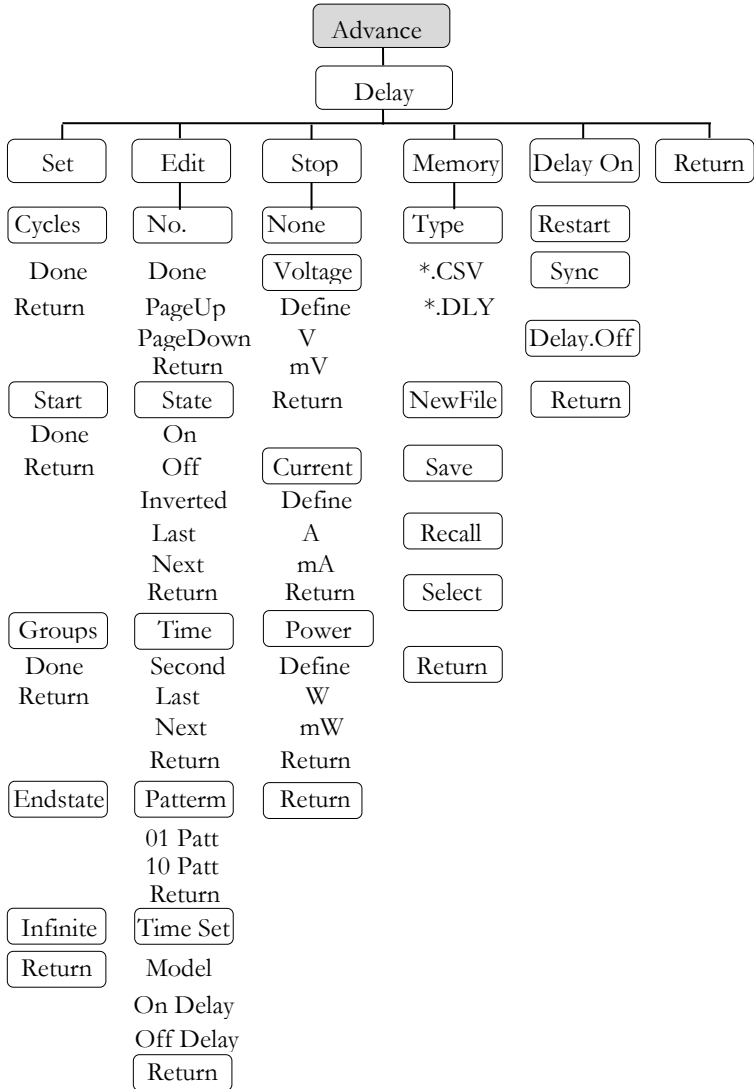 Advance
Delay
Set
Edit
Stop
Memory
Delay On
Return
Cycles
Done
Return
Start
Done
Return
Groups
Done
Return
Endstate
Infinite
Return
No.
Done
PageUp
PageDown
Return
State
On
Off
Inverted
Last
Next
Return
Time
Second
Last
Next
Return
Patterm
01 Patt
10 Patt
Return
Time Set
Model
On Delay
Off Delay
Return
None
Voltage
Define
V
mV
Return
Current
Define
A
mA
Return
Power
Define
W
mW
Return
Return
Type
*.CSV
*.DLY
NewFile
Save
Recall
Select
Return
Restart
Sync
Delay.Off
Return